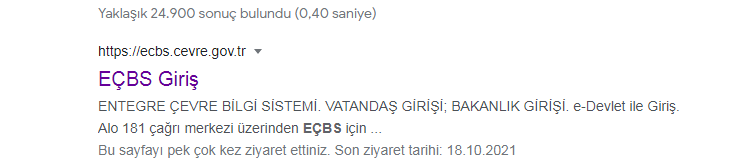 Yaklaşık 24.900 sonuç bulundu (0,40 saniye)
https://ecbs.cevre.gov.tr
EÇBS Giriş
ENTEGRE ÇEVRE BİLGİ SİSTEMİ. VATANDAŞ GİRİŞİ; BAKANLIK GİRİŞİ. e-Devlet ile Giriş.
Alo 181 çağrı merkezi üzerinden EÇBS için ...
Bu sayfayı pek çok kez ziyaret ettiniz. Son ziyaret tarihi: 18.10.2021